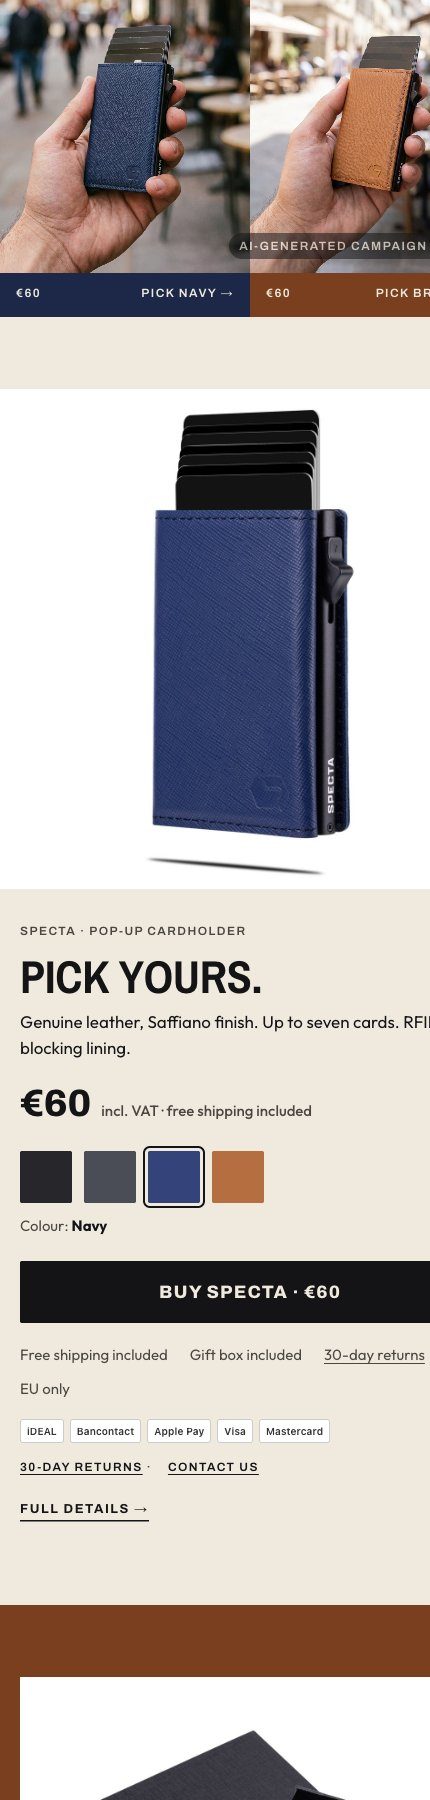 AI-GENERATED CAMPAIGN
€60
PICK NAVY →
€60
PICK BR
SPECTA
SPECTA · POP-UP CARDHOLDER
PICK YOURS.
Genuine leather, Saffiano finish. Up to seven cards. RFI
blocking lining.
€60 incl. VAT · free shipping included
Colour: Navy
BUY SPECTA · €60
Free shipping included Gift box included 30-day returns
EU only
iDEAL Bancontact Apple Pay Visa Mastercard
30-DAY RETURNS · CONTACT US
FULL DETAILS →